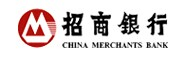 招商银行
CHINA MERCHANTS BANK